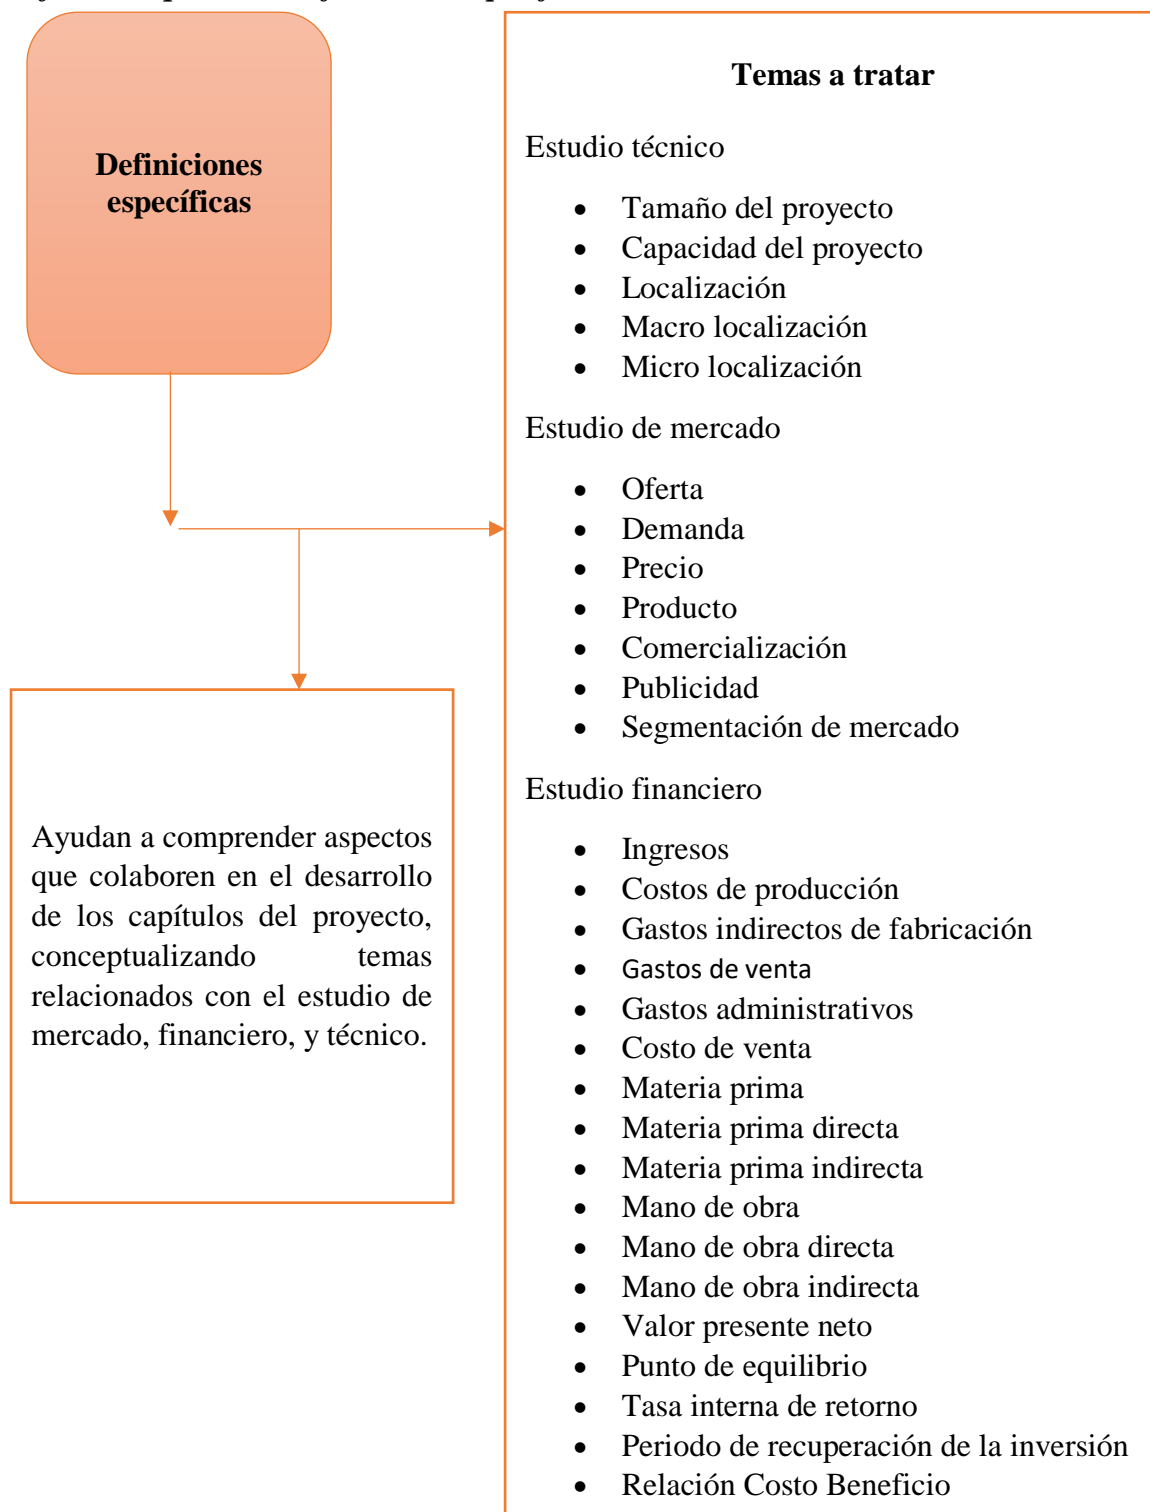 Definiciones
específicas
Ayudan a comprender aspectos
que colaboren en el desarrollo
de los capítulos del proyecto,
conceptualizando temas
relacionados con el estudio de
mercado, financiero, y técnico.
Temas a tratar
Estudio técnico
• Tamaño del proyecto
• Capacidad del proyecto
• Localización
• Macro localización
• Micro localización
Estudio de mercado
• Oferta
• Demanda
• Precio
• Producto
• Comercialización
• Publicidad
• Segmentación de mercado
Estudio financiero
• Ingresos
• Costos de producción
• Gastos indirectos de fabricación
• Gastos de venta
• Gastos administrativos
• Costo de venta
• Materia prima
• Materia prima directa
• Materia prima indirecta
• Mano de obra
• Mano de obra directa
• Mano de obra indirecta
• Valor presente neto
• Punto de equilibrio
• Tasa interna de retorno
• Periodo de recuperación de la inversión
• Relación Costo Beneficio